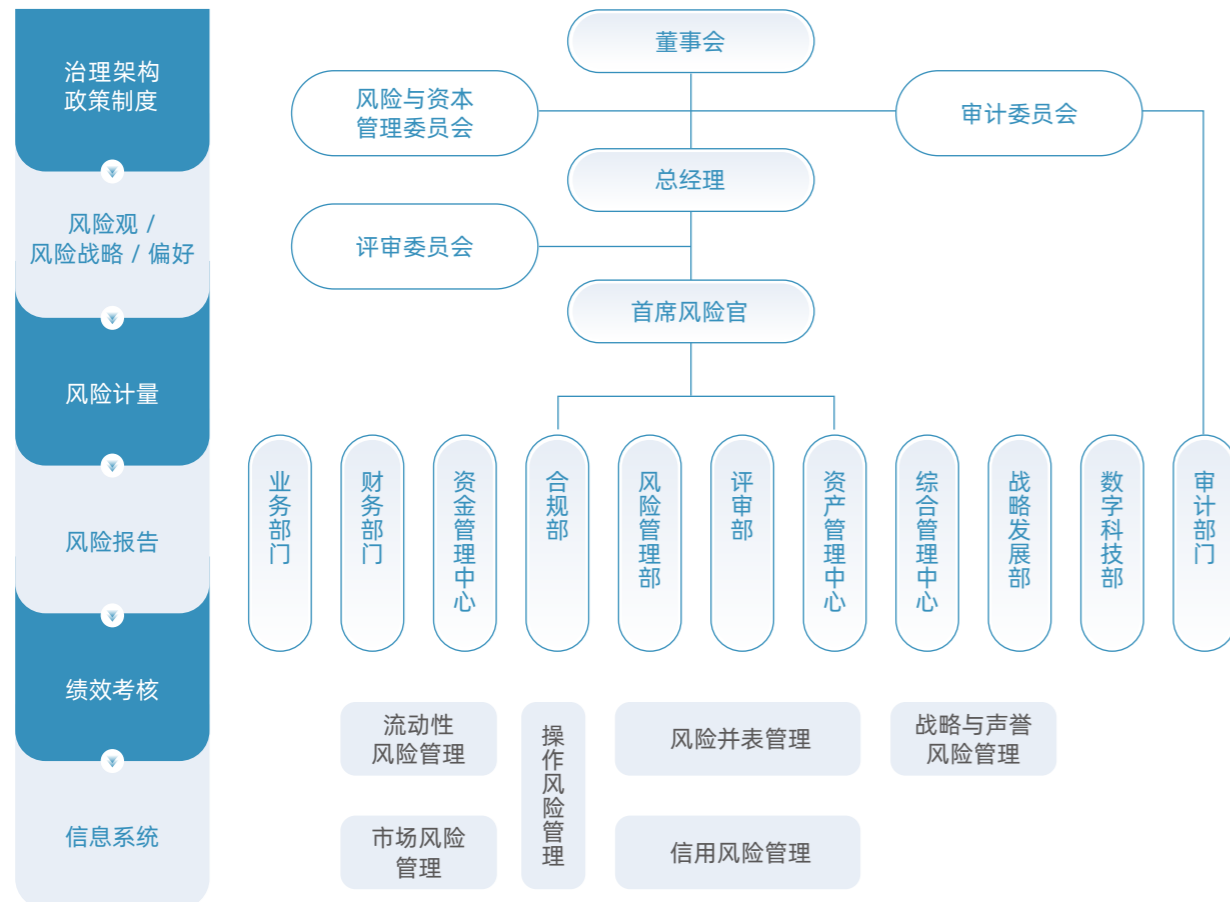 治理架构
政策制度
风险观 /
风险战略 / 偏好
风险计量
风险报告
绩效考核
信息系统
董事会
风险与资本
管理委员会
审计委员会
总经理
评审委员会
首席风险官
业务部门
财务部门
资金管理中心
合规部
风险管理部
评审部
资产管理中心
综合管理中心
战略发展部
数字科技部
审计部门
流动性
风险管理
操作风险管理
风险并表管理
战略与声誉
风险管理
市场风险
管理
信用风险管理